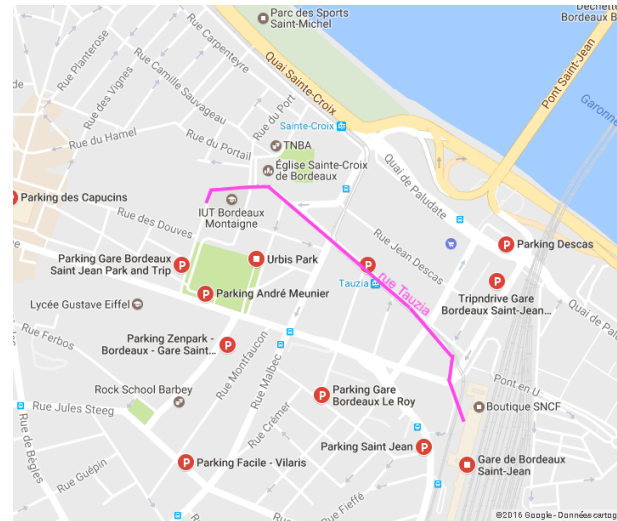 Parc des Sports
Saint-Michel
Déchette
Bordeaux B
Rue Planterose
Rue des Vignes
Rue Camille Sauvageau
Rue Carpenteyre
Quai Sainte-Croix
Pont Saint-Jean
Garonne
Rue du Port
Sainte-Croix
Rue du Hamel
Rue du Portail
TNBA
Église Sainte-Croix
de Bordeaux
Quai de Paludate
Parking des Capucins
IUT Bordeaux
Montaigne
Rue des Douves
Rue Jean Descas
Parking Descas
Parking Gare Bordeaux
Saint Jean Park and Trip
Urbis Park
rue Tauzia
Tauzia
Tripndrive Gare
Bordeaux Saint-Jean...
Quai de Pa
Parking André Meunier
Lycée Gustave Eiffel
Rue Ferbos
Parking Zenpark -
Bordeaux - Gare Saint...
Rue Montfaucon
Rue Malbec
Pont en U
Rock School Barbey
Parking Gare
Bordeaux Le Roy
Boutique SNCF
Rue Jules Steeg
Rue Crémer
Rue de Bègles
Parking Saint Jean
Rue Guépin
Parking Facile - Vilaris
Gare de Bordeaux
Saint-Jean
Rue Fieffé
©2016 Google - Données cartog